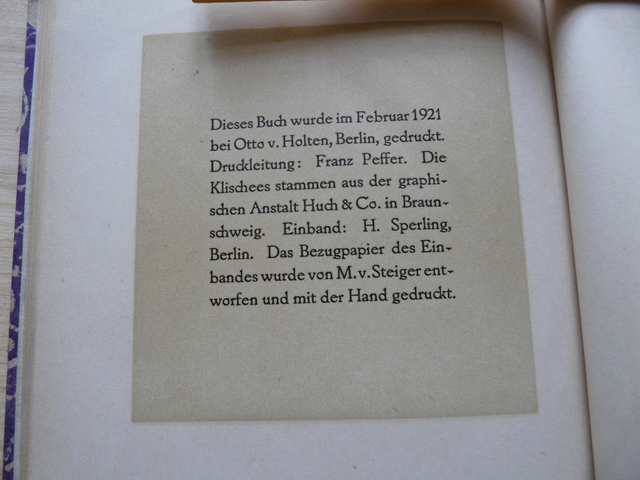 Dieses Buch wurde im Februar 1921
bei Otto v. Holten, Berlin, gedruckt.
Druckleitung: Franz Peffer. Die
Klischees stammen aus der graphi-
schen Anstalt Huch & Co. in Braun-
schweig. Einband: H. Sperling,
Berlin. Das Bezugpapier des Ein-
bandes wurde von M. v. Steiger ent-
worfen und mit der Hand gedruckt.